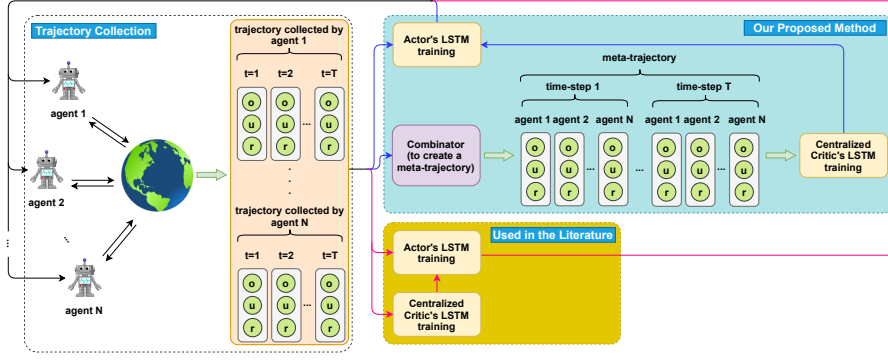 Trajectory Collection
agent 1
agent 2
...
...
agent N
trajectory collected by
agent 1
t=1 t=2 t=T
o o o
u u ... u
r r r
.
.
.
trajectory collected by
agent N
t=1 t=2 t=T
o o o
u u ... u
r r r
Our Proposed Method
Actor's LSTM
training
Combinator
(to create a
meta-trajectory)
meta-trajectory
time-step 1 time-step T
agent 1 agent 2 agent N agent 1 agent 2 agent N
o o o o o o
u u ... u ... u u ... u
r r r r r r
Centralized
Critic's LSTM
training
Used in the Literature
Actor's LSTM
training
Centralized
Critic's LSTM
training